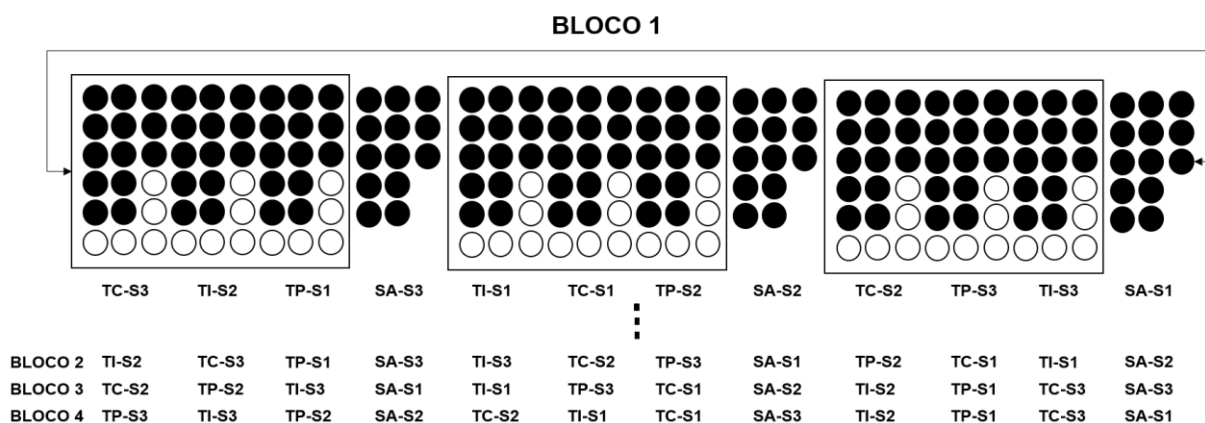 BLOCO 1
TC-S3 TI-S2 TP-S1 SA-S3 TI-S1 TC-S1 TP-S2 SA-S2 TC-S2 TP-S3 TI-S3 SA-S1
BLOCO 2 TI-S2 TC-S3 TP-S1 SA-S3 TI-S3 TC-S2 TP-S3 SA-S1 TP-S2 TC-S1 TI-S1 SA-S2
BLOCO 3 TC-S2 TP-S2 TI-S3 SA-S1 TI-S1 TP-S3 TC-S1 SA-S2 TI-S2 TP-S1 TC-S3 SA-S3
BLOCO 4 TP-S3 TI-S3 TP-S2 SA-S2 TC-S2 TI-S1 TC-S1 SA-S3 TI-S2 TP-S1 TC-S3 SA-S1